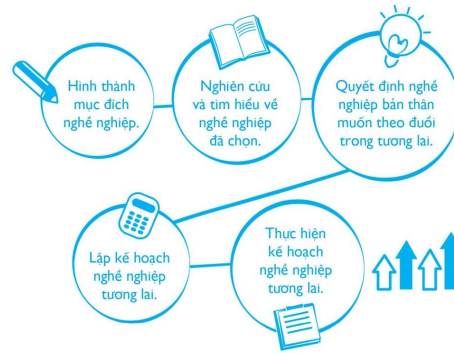 Hình thành
mục đích
nghề nghiệp.
Nghiên cứu
và tìm hiểu về
nghề nghiệp
đã chọn.
Quyết định nghề
nghiệp bản thân
muốn theo đuổi
trong tương lai.
Lập kế hoạch
nghề nghiệp
tương lai.
Thực hiện
kế hoạch
nghề nghiệp
tương lai.